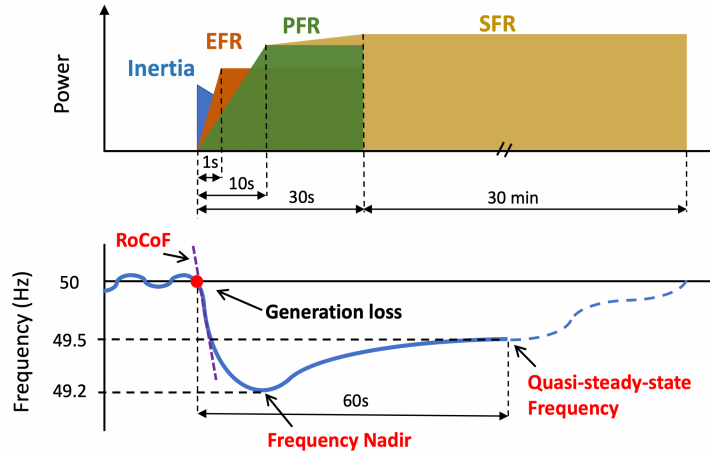 PFR
SFR
EFR
Inertia
Power
1s
10s
30s
30 min
RoCoF
50
Generation loss
Frequency (Hz)
49.5
49.2
Quasi-steady-state
Frequency
60s
Frequency Nadir